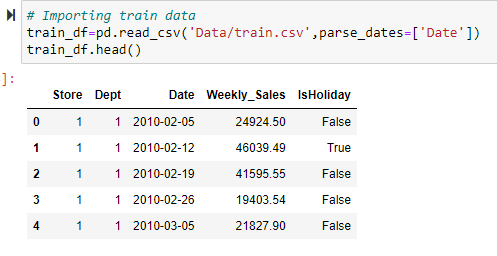 # Importing train data
train_df=pd.read_csv('Data/train.csv',parse_dates=['Date'])
train_df.head()
]:
Store Dept Date Weekly_Sales IsHoliday
0 1 1 2010-02-05 24924.50 False
1 1 1 2010-02-12 46039.49 True
2 1 1 2010-02-19 41595.55 False
3 1 1 2010-02-26 19403.54 False
4 1 1 2010-03-05 21827.90 False